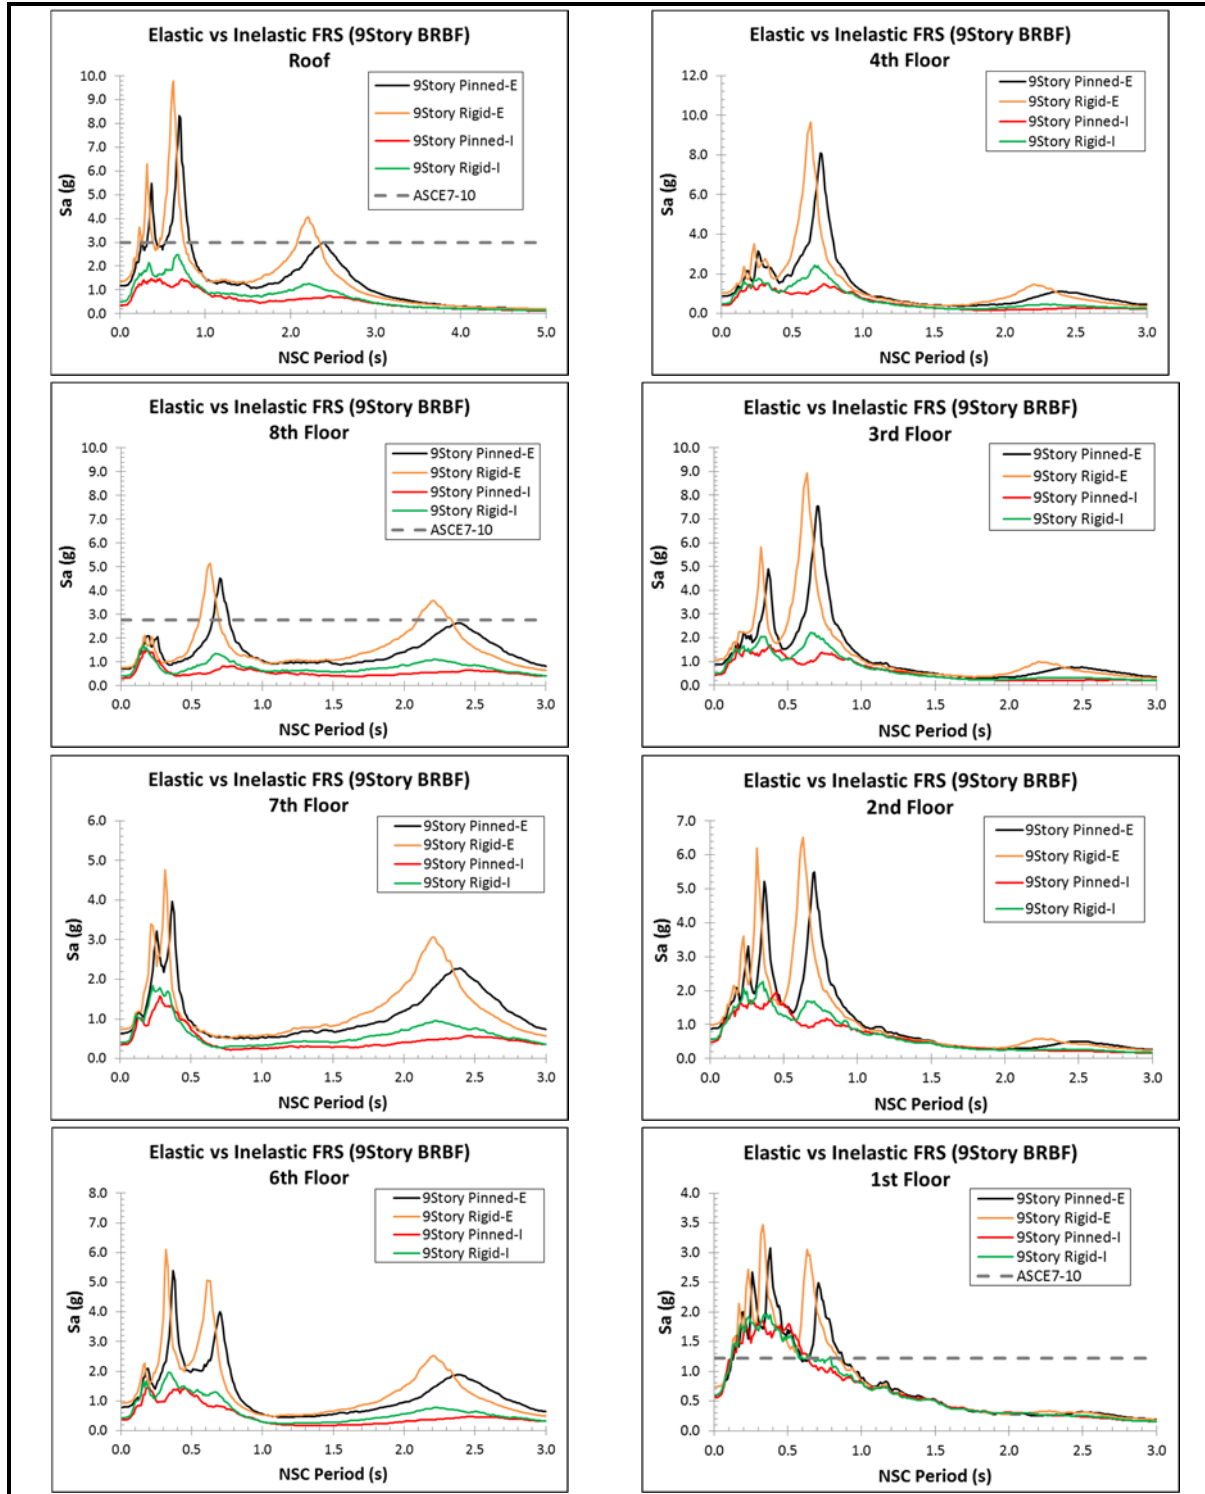 Elastic vs Inelastic FRS (9Story BRBF)
Roof
10.0
9.0
8.0
7.0
6.0
5.0
4.0
3.0
2.0
1.0
0.0
Sa (g)
9Story Pinned-E
9Story Rigid-E
9Story Pinned-I
9Story Rigid-I
ASCE7-10
0.0 1.0 2.0 3.0 4.0 5.0
NSC Period (s)
Elastic vs Inelastic FRS (9Story BRBF)
4th Floor
12.0
10.0
8.0
6.0
4.0
2.0
0.0
Sa (g)
9Story Pinned-E
9Story Rigid-E
9Story Pinned-I
9Story Rigid-I
0.0 0.5 1.0 1.5 2.0 2.5 3.0
NSC Period (s)
Elastic vs Inelastic FRS (9Story BRBF)
8th Floor
10.0
9.0
8.0
7.0
6.0
5.0
4.0
3.0
2.0
1.0
0.0
Sa (g)
9Story Pinned-E
9Story Rigid-E
9Story Pinned-I
9Story Rigid-I
ASCE7-10
0.0 0.5 1.0 1.5 2.0 2.5 3.0
NSC Period (s)
Elastic vs Inelastic FRS (9Story BRBF)
3rd Floor
10.0
9.0
8.0
7.0
6.0
5.0
4.0
3.0
2.0
1.0
0.0
Sa (g)
9Story Pinned-E
9Story Rigid-E
9Story Pinned-I
9Story Rigid-I
0.0 0.5 1.0 1.5 2.0 2.5 3.0
NSC Period (s)
Elastic vs Inelastic FRS (9Story BRBF)
7th Floor
6.0
5.0
4.0
3.0
2.0
1.0
0.0
Sa (g)
9Story Pinned-E
9Story Rigid-E
9Story Pinned-I
9Story Rigid-I
0.0 0.5 1.0 1.5 2.0 2.5 3.0
NSC Period (s)
Elastic vs Inelastic FRS (9Story BRBF)
2nd Floor
7.0
6.0
5.0
4.0
3.0
2.0
1.0
0.0
Sa (g)
9Story Pinned-E
9Story Rigid-E
9Story Pinned-I
9Story Rigid-I
0.0 0.5 1.0 1.5 2.0 2.5 3.0
NSC Period (s)
Elastic vs Inelastic FRS (9Story BRBF)
6th Floor
8.0
7.0
6.0
5.0
4.0
3.0
2.0
1.0
0.0
Sa (g)
9Story Pinned-E
9Story Rigid-E
9Story Pinned-I
9Story Rigid-I
0.0 0.5 1.0 1.5 2.0 2.5 3.0
NSC Period (s)
Elastic vs Inelastic FRS (9Story BRBF)
1st Floor
4.0
3.5
3.0
2.5
2.0
1.5
1.0
0.5
0.0
Sa (g)
9Story Pinned-E
9Story Rigid-E
9Story Pinned-I
9Story Rigid-I
ASCE7-10
0.0 0.5 1.0 1.5 2.0 2.5 3.0
NSC Period (s)